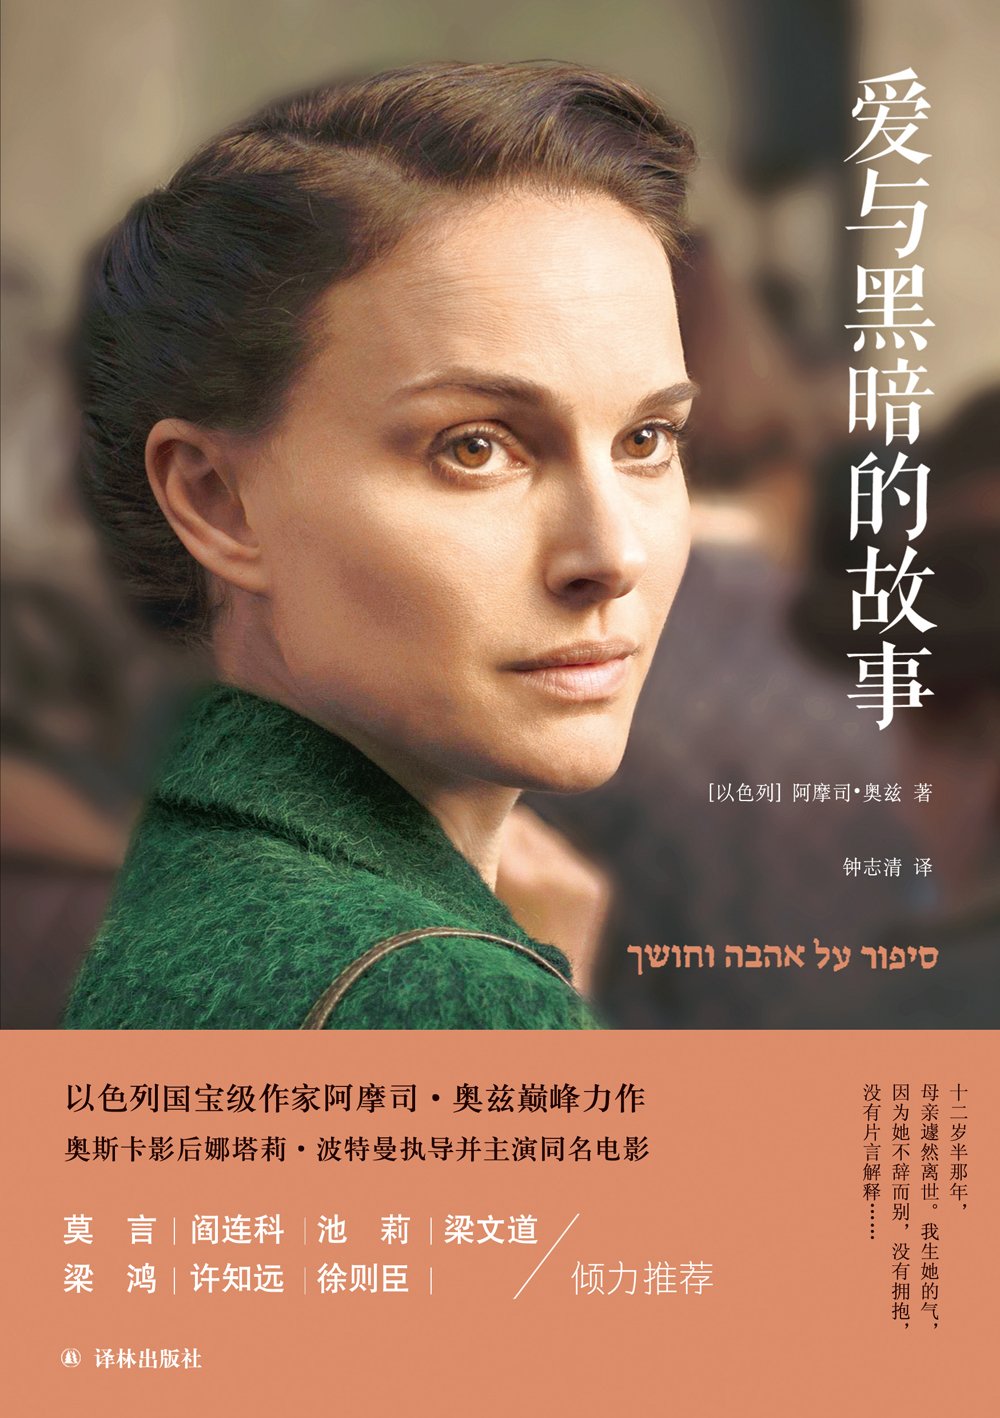 爱与黑暗的故事
[以色列] 阿摩司•奥兹 著
钟志清 译
סיפור על אהבה וחושך
以色列国宝级作家阿摩司・奥兹巅峰力作
奥斯卡影后娜塔莉・波特曼执导并主演同名电影
莫 言 | 阎连科 | 池 莉 | 梁文道
梁 鸿 | 许知远 | 徐则臣 |
倾力推荐
十二岁半那年，
母亲遽然离世。我生她的气，
因为她不辞而别，没有拥抱，
没有片言解释……
译林出版社